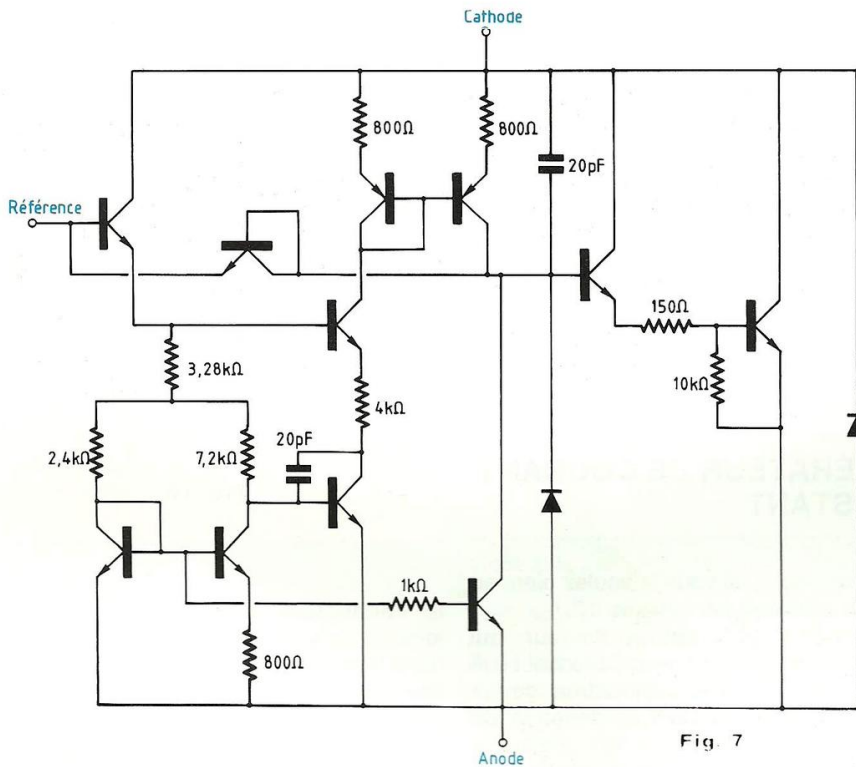 Cathode
800Ω
800Ω
20pF
Référence
150Ω
3,28kΩ
10kΩ
4kΩ
2,4kΩ
7,2kΩ
20pF
1kΩ
800Ω
Fig. 7
Anode